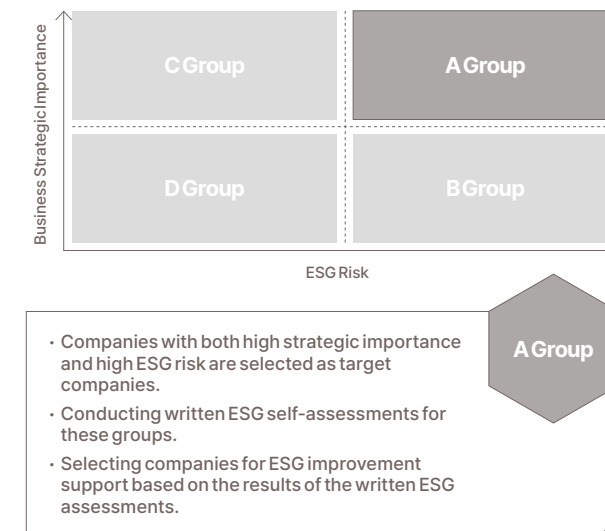 Business Strategic Importance
C Group
A Group
D Group
B Group
ESG Risk
A Group
• Companies with both high strategic importance
and high ESG risk are selected as target
companies.
• Conducting written ESG self-assessments for
these groups.
• Selecting companies for ESG improvement
support based on the results of the written ESG
assessments.